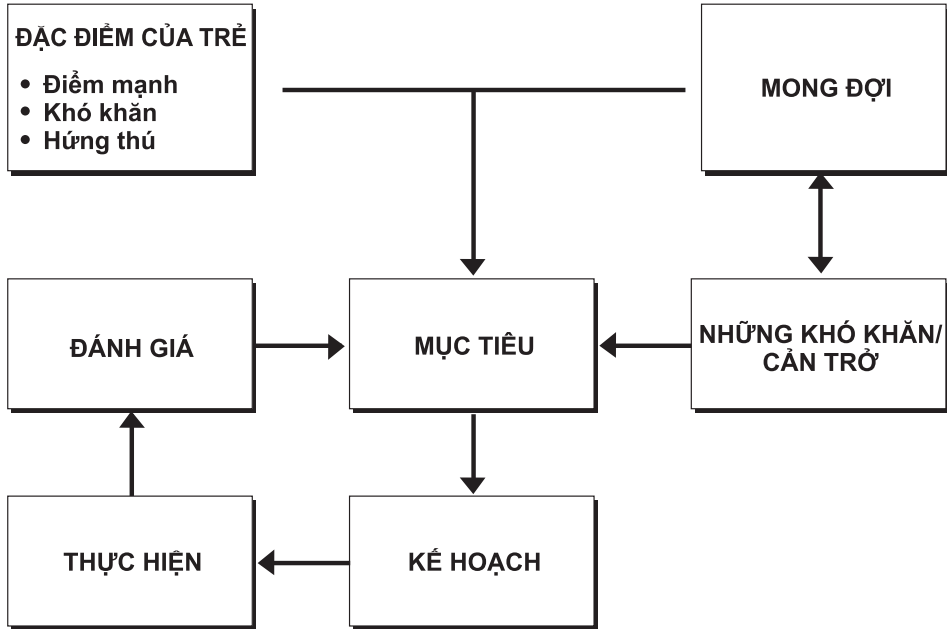 ĐẶC ĐIỂM CỦA TRẺ
• Điểm mạnh
• Khó khăn
• Hứng thú
MONG ĐỢI
ĐÁNH GIÁ
MỤC TIÊU
NHỮNG KHÓ KHĂN/
CẢN TRỞ
THỰC HIỆN
KẾ HOẠCH